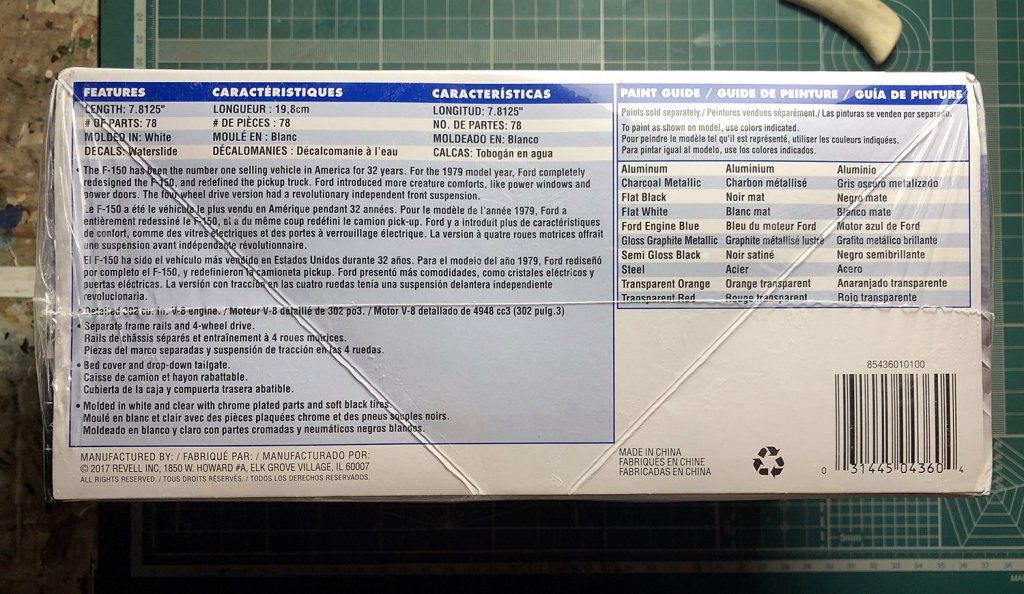 FEATURES CARACTÉRISTIQUES CARACTERÍSTICAS
LENGTH: 7.8125" LONGUEUR : 19,8cm LONGITUD: 7.8125"
# OF PARTS: 78 # DE PIÈCES : 78 NO. DE PARTES: 78
MOLDED IN: White MOULÉ EN : Blanc MOLDEADO EN: Blanco
DECALS: Waterslide DÉCALOMANIES : Décalcomanie à l'eau CALCAS: Tobogán en agua
• The F-150 has been the number one selling vehicle in America for 32 years. For the 1979 model year, Ford completely
redesigned the F-150, and redefined the pickup truck. Ford introduced more creature comforts, like power windows and
power doors. The four wheel drive version had a revolutionary independent front suspension.
Le F-150 a été le véhicule le plus vendu en Amérique pendant 32 années. Pour le modèle de l'année 1979, Ford a
entièrement redessiné le F-150, et a du même coup redéfini le camion pick-up. Ford y a introduit plus de caractéristiques
de confort, comme des vitres électriques et des portes à verrouillage électrique. La version à quatre roues motrices offrait
une suspension avant indépendante révolutionnaire.
El F-150 ha sido el vehículo más vendido en Estados Unidos durante 32 años. Para el modelo del año 1979, Ford rediseñó
por completo el F-150, y redefinieron la camioneta pickup. Ford presentó más comodidades, como cristales eléctricos y
puertas eléctricas. La versión con tracción en las cuatro ruedas tenía una suspensión delantera independiente
revolucionaria.
Detailed 302 cu. in. V-8 engine. / Moteur V-8 détaillé de 302 po3. / Motor V-8 detallado de 4948 cc3 (302 pulg.3)
• Separate frame rails and 4-wheel drive.
Rails de châssis séparés et entraînement à 4 roues motrices.
Piezas del marco separadas y suspensión de tracción en las 4 ruedas.
• Bed cover and drop-down tailgate.
Caisse de camion et hayon rabattable.
Cubierta de la caja y compuerta trasera abatible.
• Molded in white and clear with chrome plated parts and soft black tires.
Moulé en blanc et clair avec des pièces plaquées chrome et des pneus souples noirs.
Moldeado en blanco y claro con partes cromadas y neumáticos negros blandos.
MANUFACTURED BY: / FABRIQUÉ PAR: / MANUFACTURADO POR:
© 2017 REVELL INC, 1850 W. HOWARD #A, ELK GROVE VILLAGE, IL 60007
ALL RIGHTS RESERVED. / TOUS DROITS RÉSERVÉS. / TODOS LOS DERECHOS RESERVADOS.
PAINT GUIDE / GUIDE DE PEINTURE / GUÍA DE PINTURE
Paints sold separately./ Peintures vendues séparément./ Las pinturas se venden por separado.
To paint as shown on model, use colors indicated.
Pour peindre le modèle tel qu'il est représenté, utiliser les couleurs indiquées.
Para pintar igual al modelo, use los colores indicados.
Aluminum Aluminium Aluminio
Charcoal Metallic Charbon métallisé Gris oscuro metalizado
Flat Black Noir mat Negro mate
Flat White Blanc mat Blanco mate
Ford Engine Blue Bleu du moteur Ford Motor azul de Ford
Gloss Graphite Metallic Graphite métallisé lustré Grafito metálico brillante
Semi Gloss Black Noir satiné Negro semibrillante
Steel Acier Acero
Transparent Orange Orange transparent Anaranjado transparente
Transparent Red Rouge transparent Rojo transparente
85436010100
MADE IN CHINA
FABRIQUÉS EN CHINE
FABRICADAS EN CHINA
0 31445 04360 4
5mm